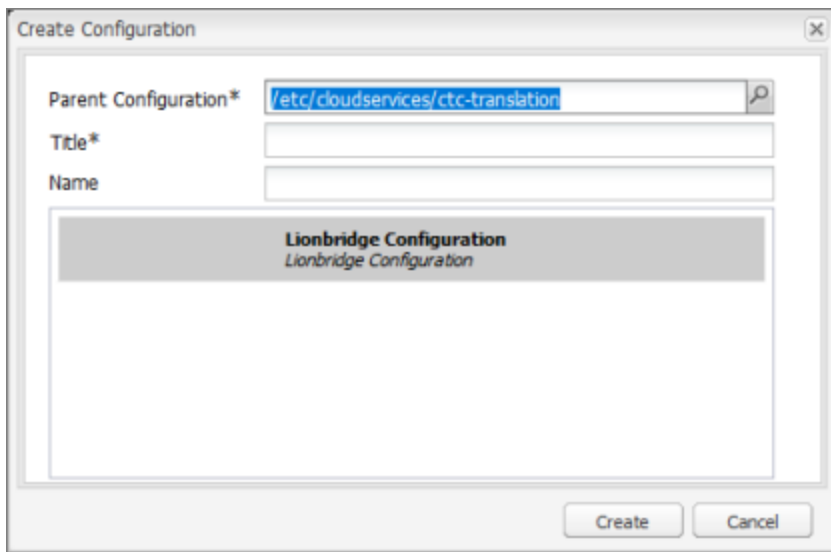 Create Configuration
Parent Configuration* /etc/cloudservices/ctc-translation
Title*
Name
Lionbridge Configuration
Lionbridge Configuration
Create Cancel